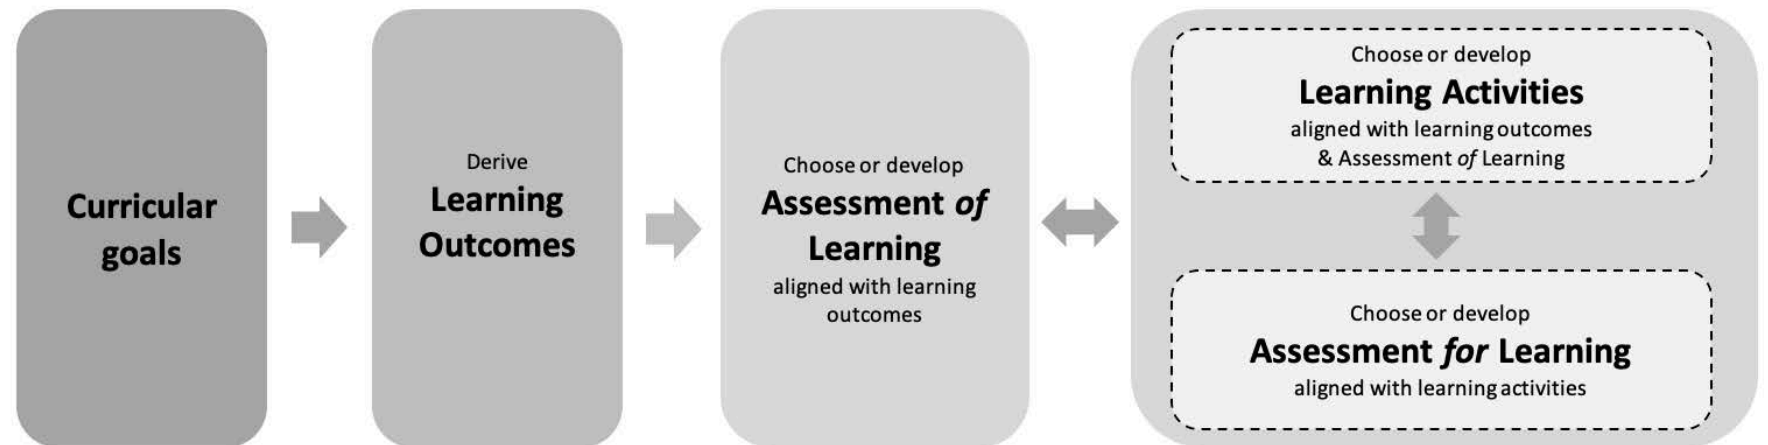 Curricular
goals
Derive
Learning
Outcomes
Choose or develop
Assessment of
Learning
aligned with learning
outcomes
Choose or develop
Learning Activities
aligned with learning outcomes
& Assessment of Learning
Choose or develop
Assessment for Learning
aligned with learning activities